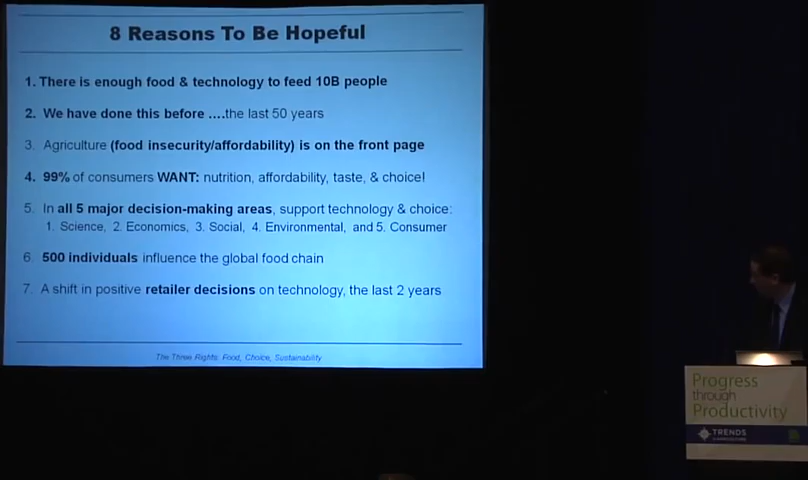 8 Reasons To Be Hopeful
1. There is enough food & technology to feed 10B people
2. We have done this before ....the last 50 years
3. Agriculture (food insecurity/affordability) is on the front page
4. 99% of consumers WANT: nutrition, affordability, taste, & choice!
5. In all 5 major decision-making areas, support technology & choice:
1. Science, 2. Economics, 3. Social, 4. Environmental, and 5. Consumer
6. 500 individuals influence the global food chain
7. A shift in positive retailer decisions on technology, the last 2 years
The Three Rights: Food, Choice, Sustainability
Progress
through
Productivity
TRENDS